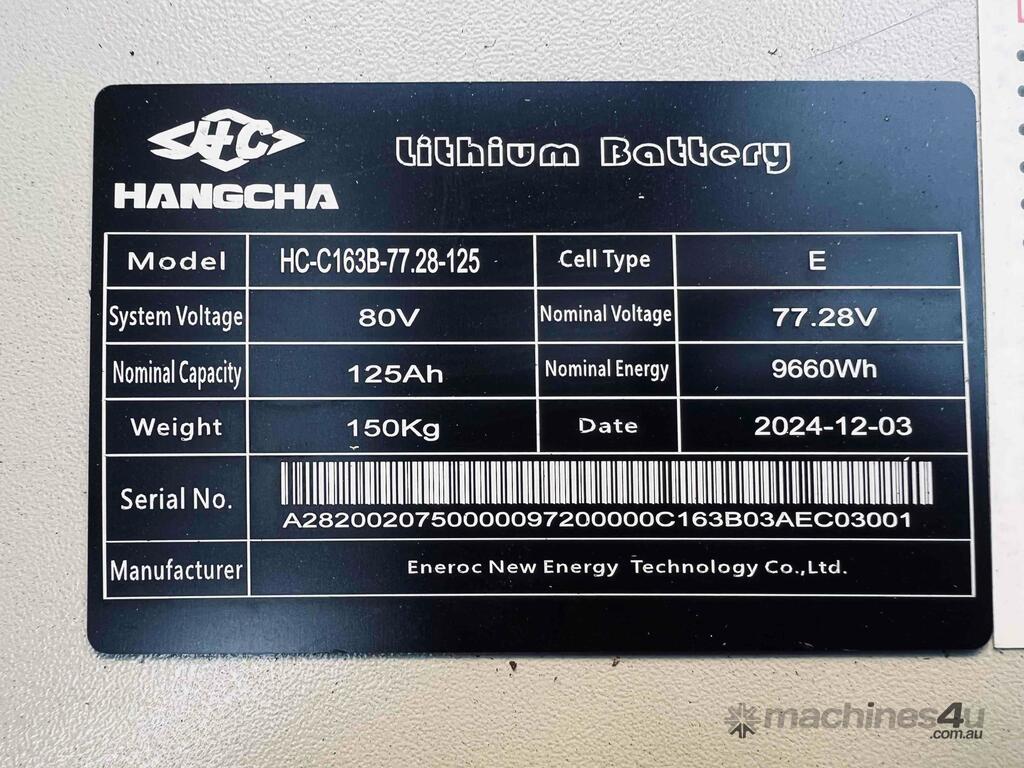 HC
HANGCHA
Lithium Battery
Model HC-C163B-77.28-125 Cell Type E
System Voltage 80V Nominal Voltage 77.28V
Nominal Capacity 125Ah Nominal Energy 9660Wh
Weight 150Kg Date 2024-12-03
Serial No. A2820020750000097200000C163B03AEC03001
Manufacturer Eneroc New Energy Technology Co.,Ltd.
machines4u
.com.au